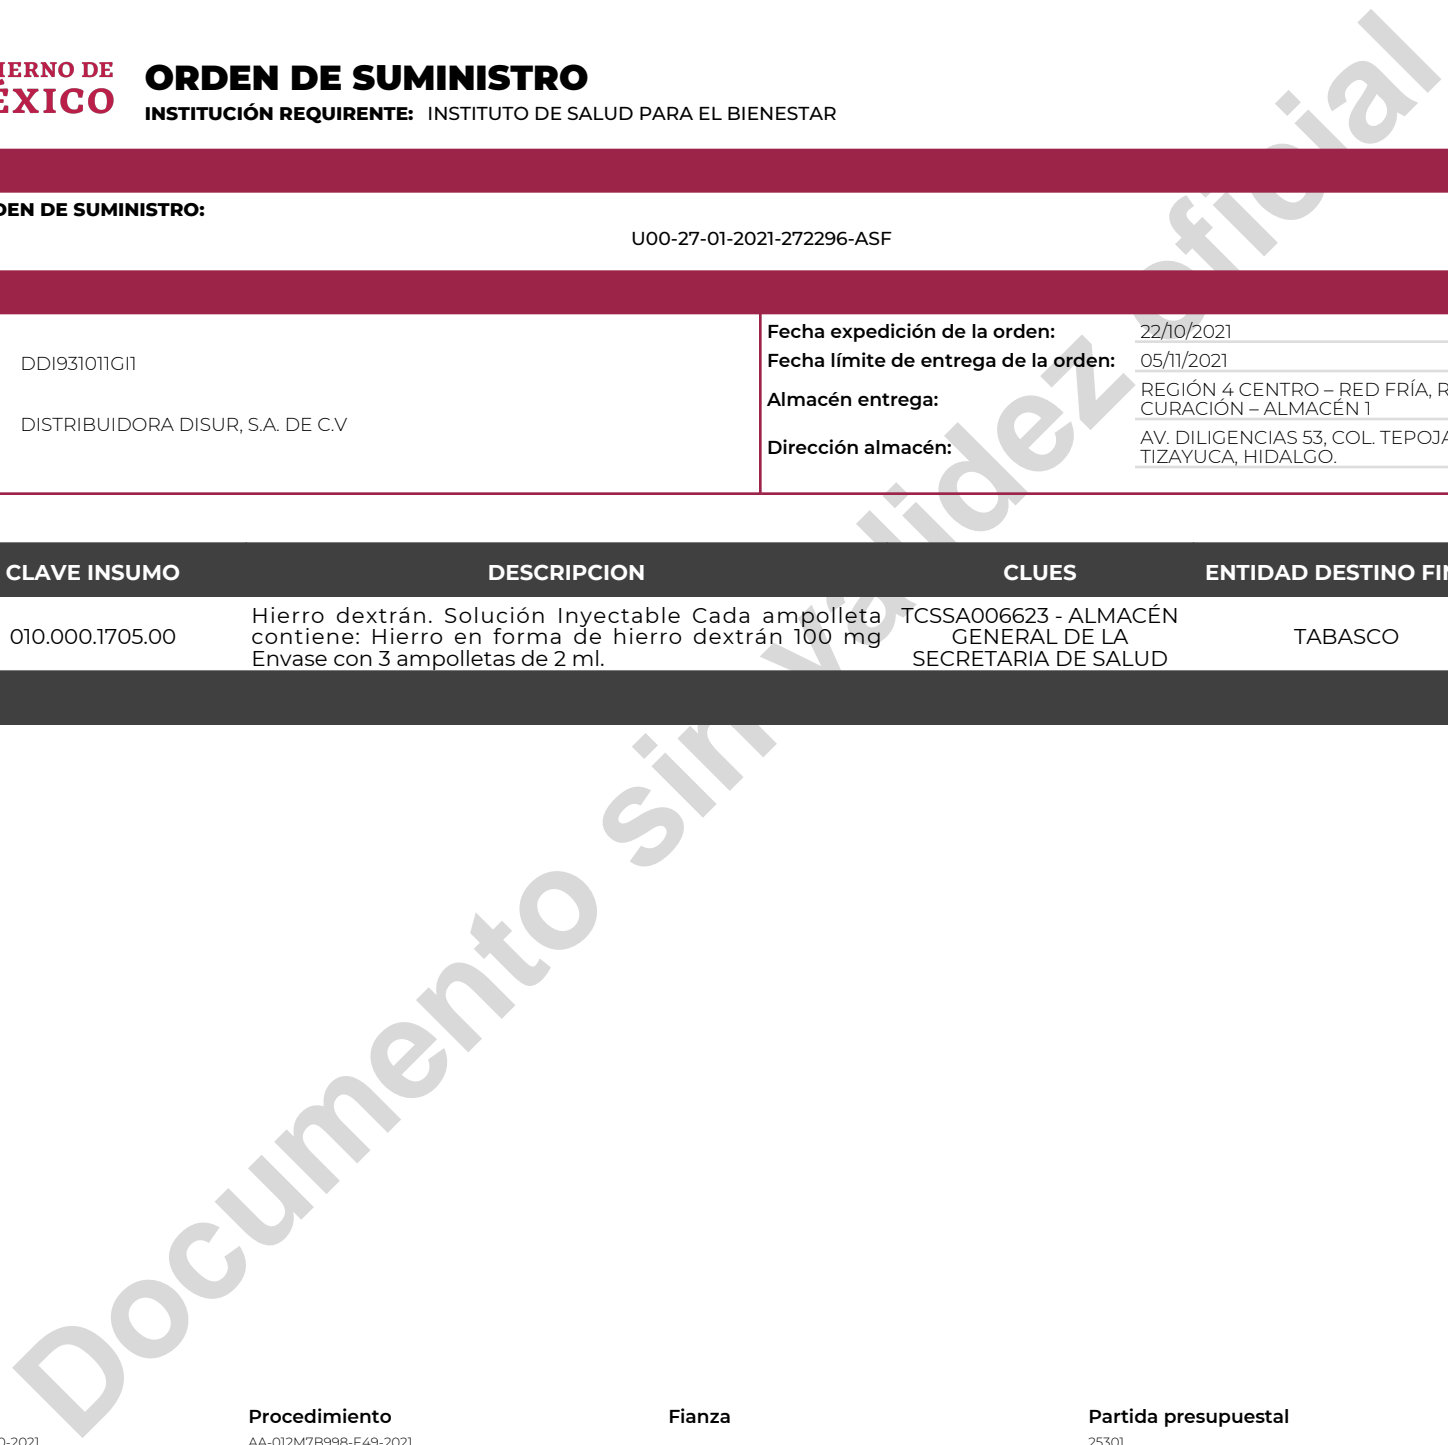 IERNO DE
ÉXICO
ORDEN DE SUMINISTRO
INSTITUCIÓN REQUIRENTE: INSTITUTO DE SALUD PARA EL BIENESTAR
DEN DE SUMINISTRO:
U00-27-01-2021-272296-ASF
DDI931011GI1
DISTRIBUIDORA DISUR, S.A. DE C.V
Fecha expedición de la orden: 22/10/2021
Fecha límite de entrega de la orden: 05/11/2021
Almacén entrega: REGIÓN 4 CENTRO – RED FRÍA, R
CURACIÓN – ALMACÉN 1
Dirección almacén: AV. DILIGENCIAS 53, COL. TEPOJA
TIZAYUCA, HIDALGO.
CLAVE INSUMO DESCRIPCION CLUES ENTIDAD DESTINO FIN
010.000.1705.00
Hierro dextrán. Solución Inyectable Cada ampolleta
contiene: Hierro en forma de hierro dextrán 100 mg
Envase con 3 ampolletas de 2 ml.
TCSSA006623 - ALMACÉN
GENERAL DE LA
SECRETARIA DE SALUD
TABASCO
Documento sin validez oficial
Procedimiento Fianza Partida presupuestal
0-2021 AA-012M7B998-E49-2021 25301